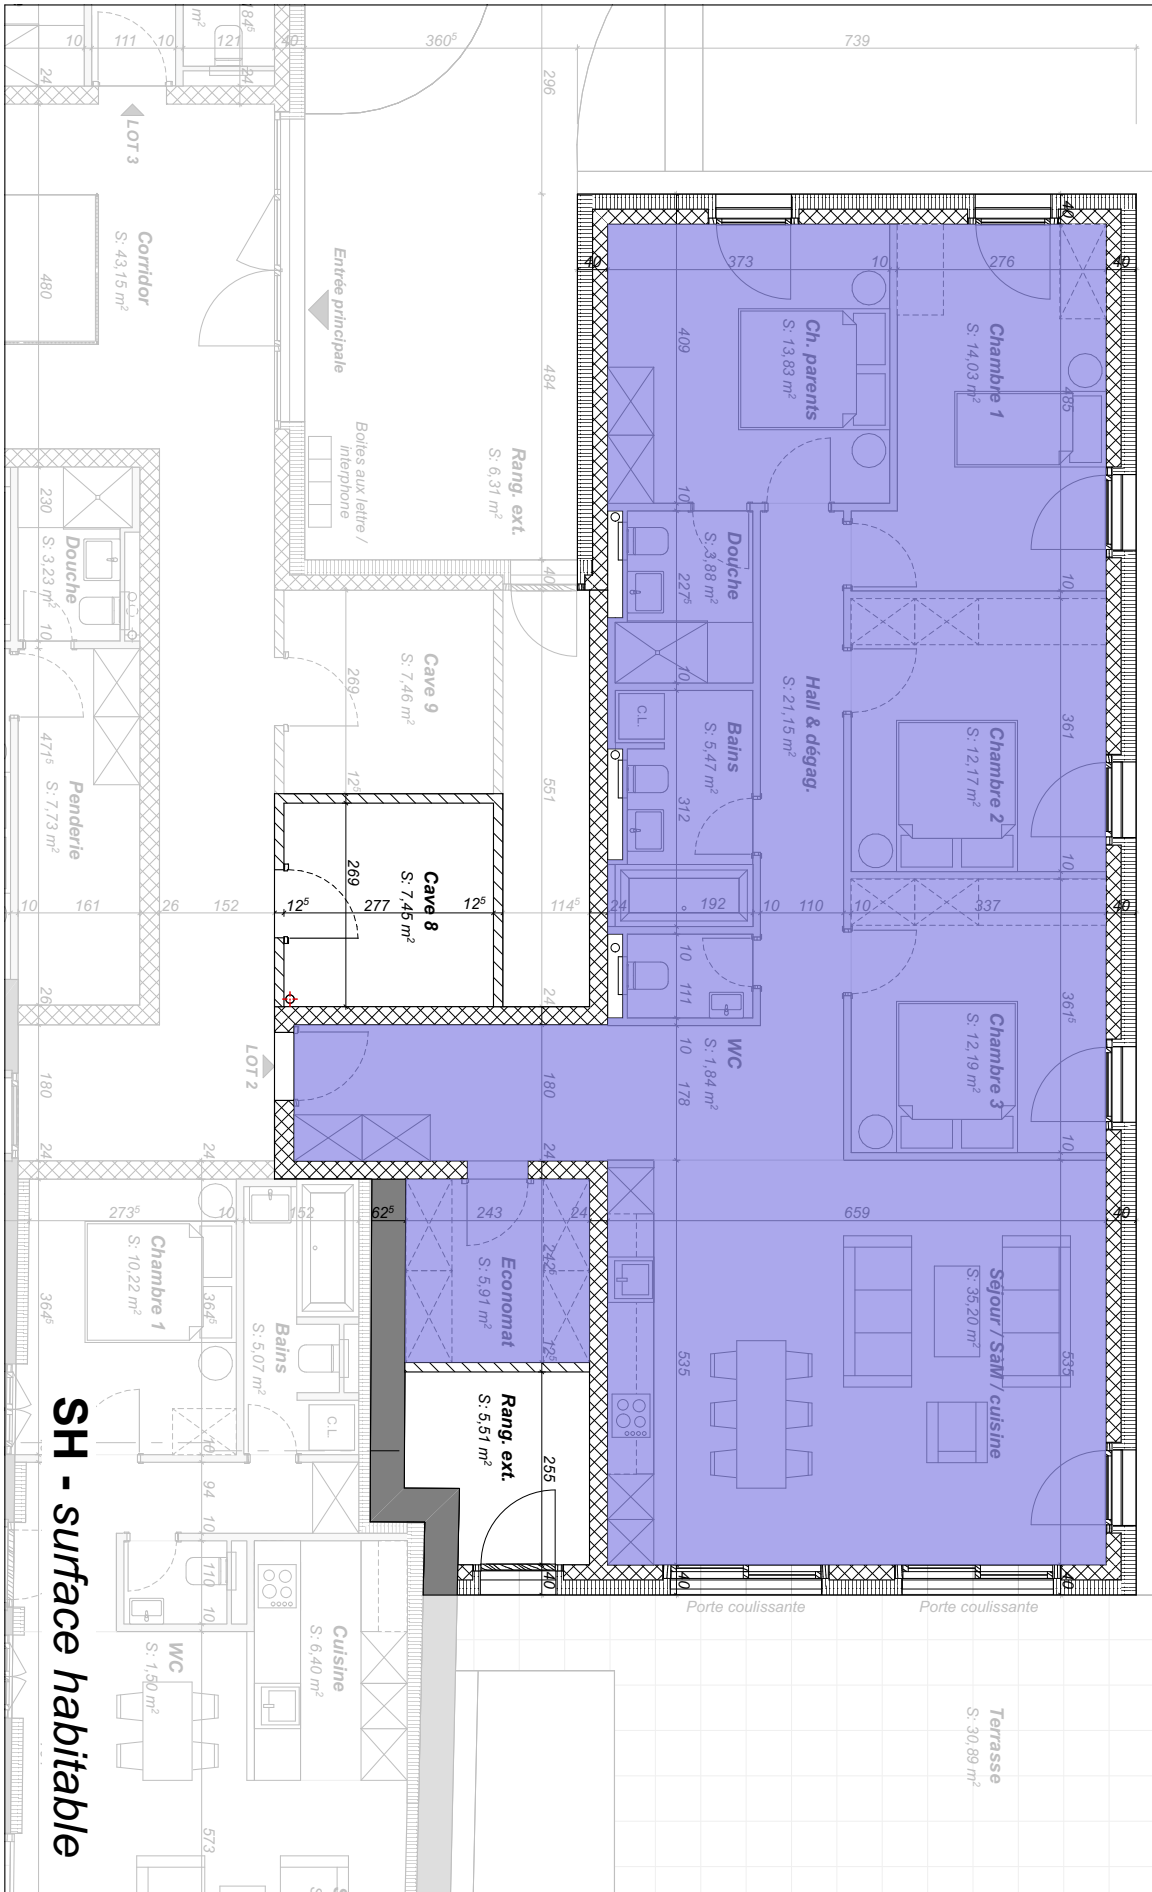 10
111
10
121
184⁵
m²
40
360⁵
739
24
24
296
LOT 3
Corridor
S: 43,15 m²
480
Entrée principale
484
Boites aux lettre /
interphone
Rang. ext.
S: 6,31 m²
40
40
373
10
276
40
409
Ch. parents
S: 13,83 m²
Chambre 1
S: 14,03 m²
485
10
230
Douche
S: 3,23 m²
10
Douche
S: 3,88 m²
227⁵
10
40
10
Cave 9
S: 7,46 m²
269
12⁵
551
Hall & dégag.
S: 21,15 m²
C.L.
Bains
S: 5,47 m²
312
361
Chambre 2
S: 12,17 m²
10
471⁵
Penderie
S: 7,73 m²
Cave 8
S: 7,45 m²
269
10
161
26
152
12⁵
277
12⁵
114⁵
24
192
10
110
10
337
40
26
24
10
111
10
178
361⁵
Chambre 3
S: 12,19 m²
10
WC
S: 1,84 m²
LOT 2
180
180
24
24
24
273⁵
10
152
62⁵
243
24
659
40
Chambre 1
S: 10,22 m²
364⁵
364⁵
Bains
S: 5,07 m²
C.L.
Economat
S: 5,91 m²
242⁵
12⁵
Séjour / SàM / cuisine
S: 35,20 m²
535
535
Rang. ext.
S: 5,51 m²
255
40
40
40
10
94
10
110
10
WC
S: 1,50 m²
Cuisine
S: 6,40 m²
573
Porte coulissante
Porte coulissante
Terrasse
S: 30,89 m²
SH - surface habitable